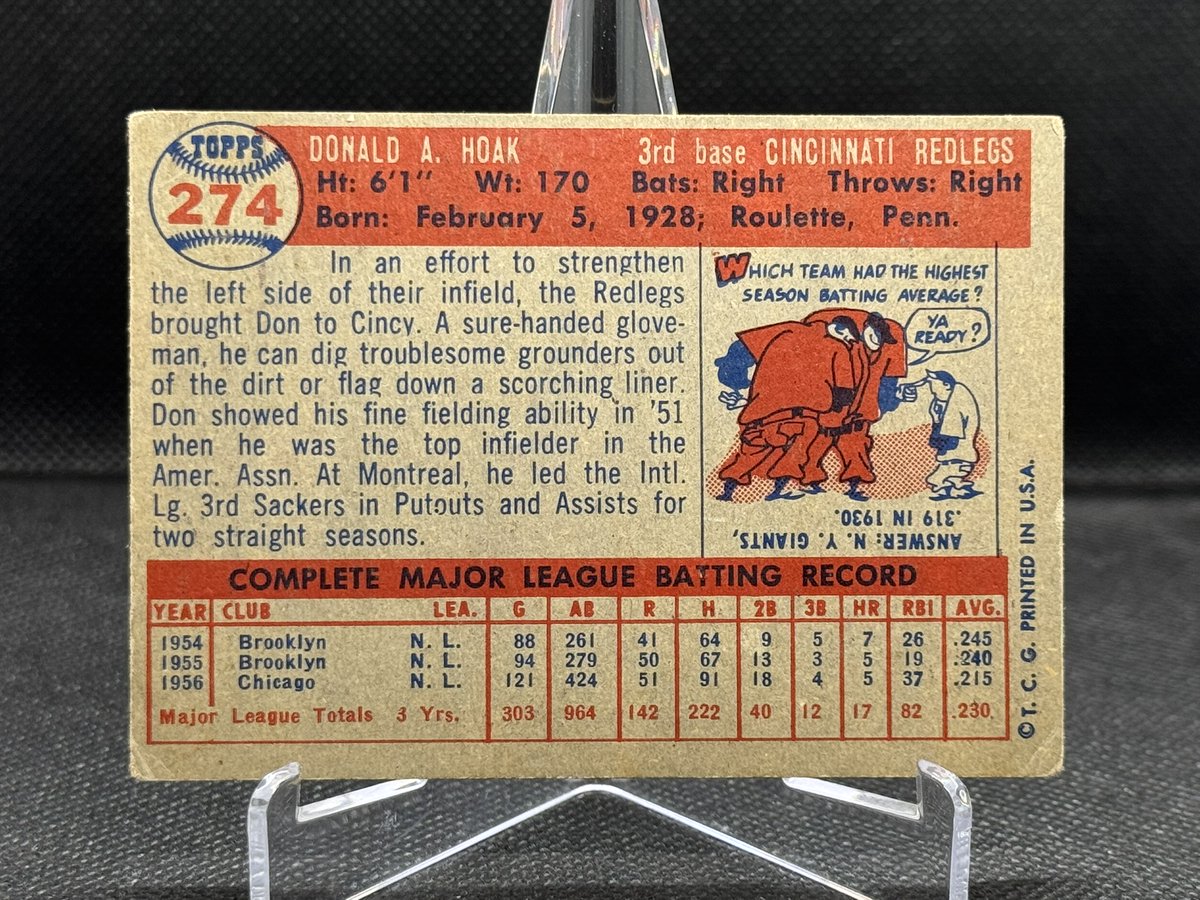 TOPPS
274
DONALD A. HOAK 3rd base CINCINNATI REDLEGS
Ht: 6'1" Wt: 170 Bats: Right Throws: Right
Born: February 5, 1928; Roulette, Penn.
In an effort to strengthen
the left side of their infield, the Redlegs
brought Don to Cincy. A sure-handed glove-
man, he can dig troublesome grounders out
of the dirt or flag down a scorching liner.
Don showed his fine fielding ability in '51
when he was the top infielder in the
Amer. Assn. At Montreal, he led the Intl.
Lg. 3rd Sackers in Putouts and Assists for
two straight seasons.
WHICH TEAM HAD THE HIGHEST
SEASON BATTING AVERAGE?
YA
READY?
ANSWER: N. Y. GIANTS,
.319 IN 1930.
COMPLETE MAJOR LEAGUE BATTING RECORD
YEAR CLUB LEA. G AB R H 2B 3B HR RBI AVG.
1954 Brooklyn N. L. 88 261 41 64 9 5 7 26 .245
1955 Brooklyn N. L. 94 279 50 67 13 3 5 19 .240
1956 Chicago N. L. 121 424 51 91 18 4 5 37 .215
Major League Totals 3 Yrs. 303 964 142 222 40 12 17 82 .230
© T. C. G. PRINTED IN U.S.A.